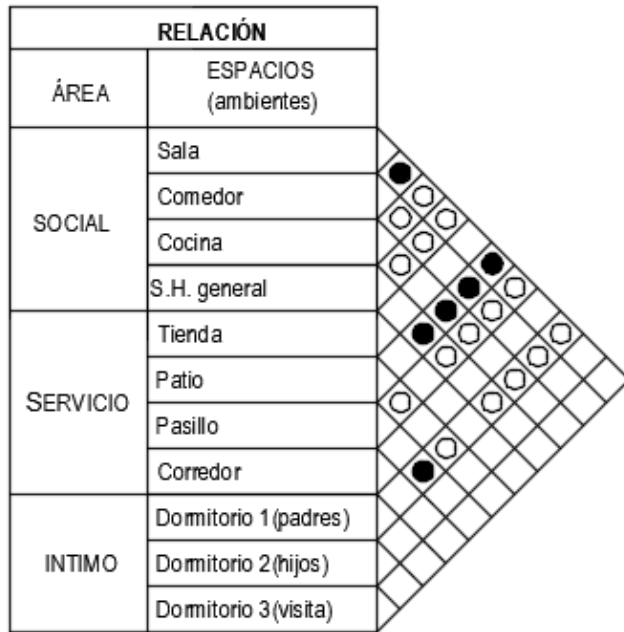 RELACIÓN
ÁREA
ESPACIOS
(ambientes)
SOCIAL
Sala
Comedor
Cocina
S.H. general
SERVICIO
Tienda
Patio
Pasillo
Corredor
INTIMO
Dormitorio 1(padres)
Dormitorio 2(hijos)
Dormitorio 3(visita)